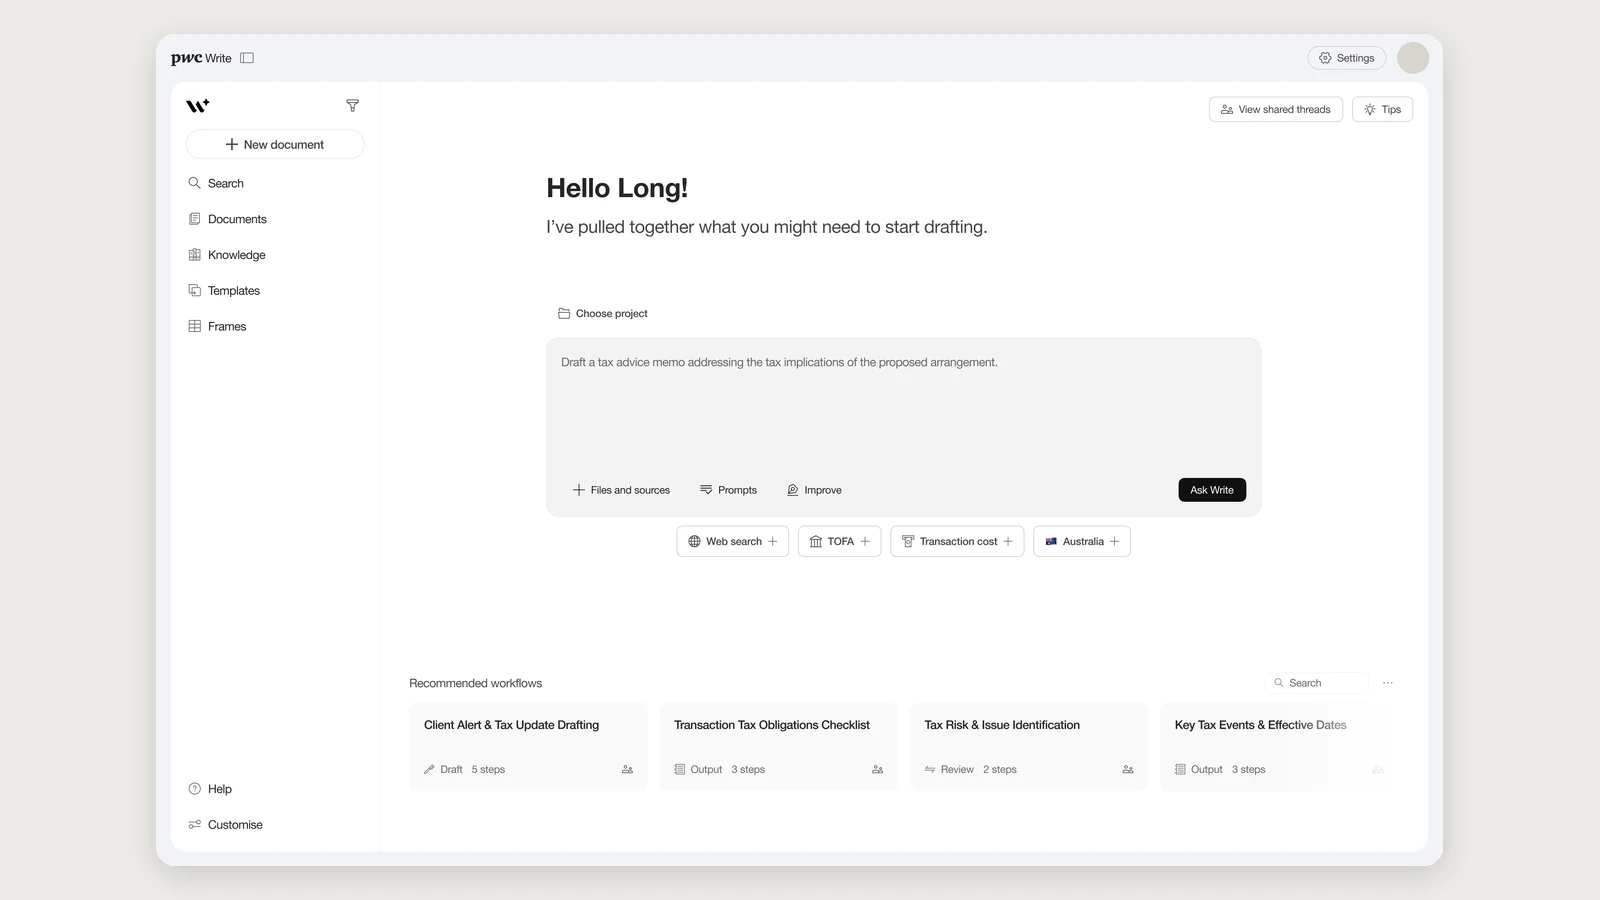 pwc Write
Settings
View shared threads
Tips
New document
Search
Documents
Knowledge
Templates
Frames
Help
Customise
Hello Long!
I've pulled together what you might need to start drafting.
Choose project
Draft a tax advice memo addressing the tax implications of the proposed arrangement.
Files and sources
Prompts
Improve
Ask Write
Web search
TOFA
Transaction cost
Australia
Recommended workflows
Search
Client Alert & Tax Update Drafting
Draft 5 steps
Transaction Tax Obligations Checklist
Output 3 steps
Tax Risk & Issue Identification
Review 2 steps
Key Tax Events & Effective Dates
Output 3 steps